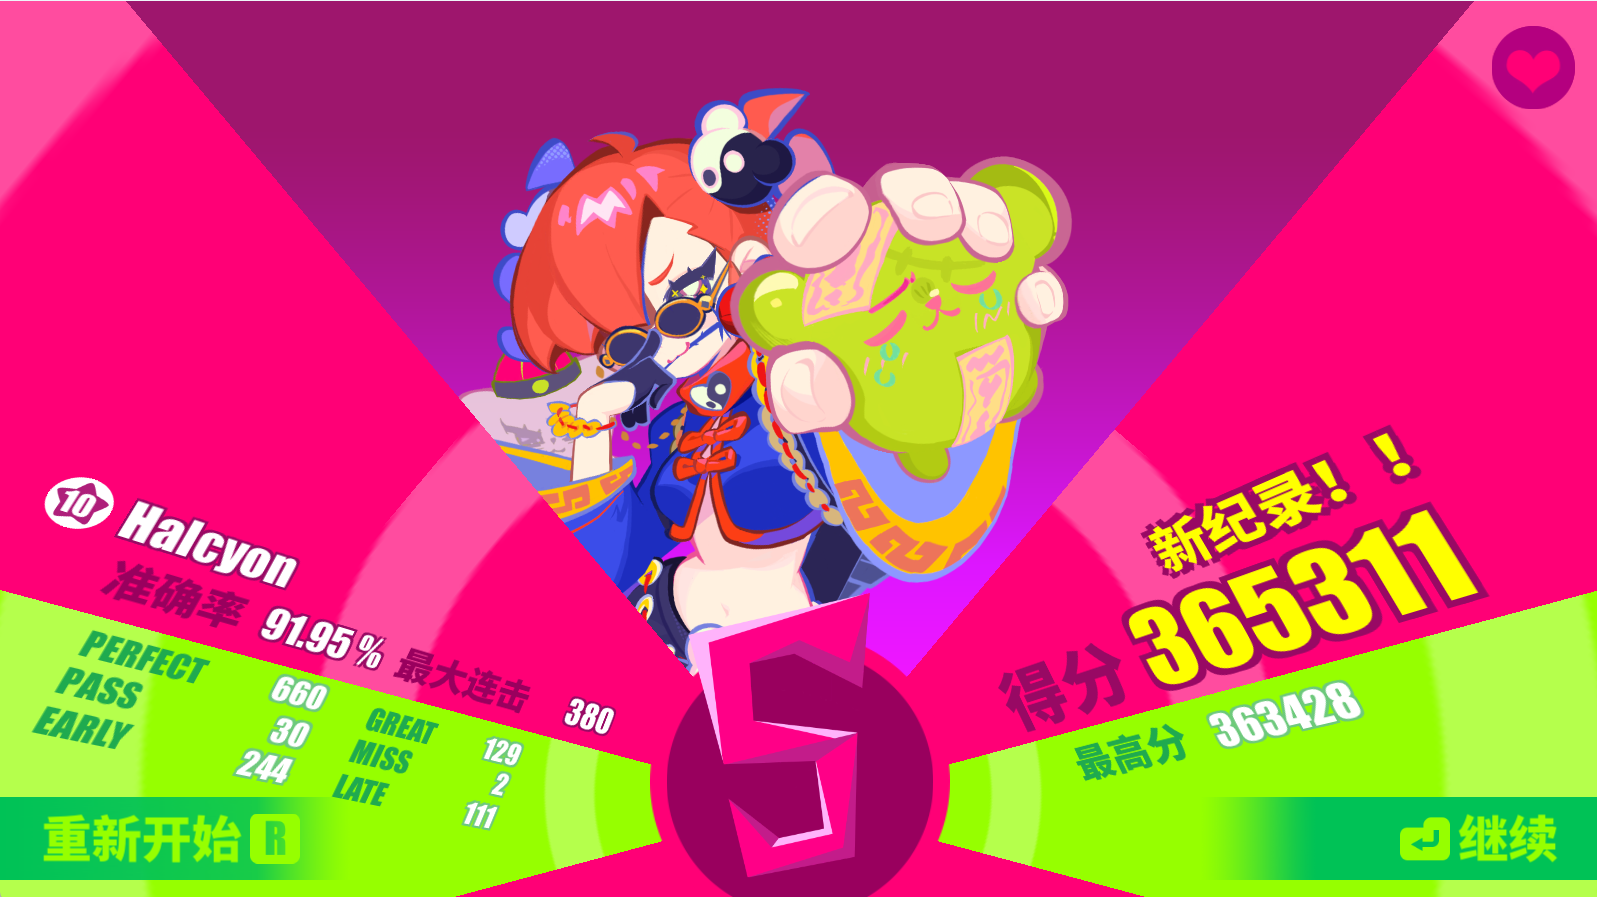 10
Halcyon
准确率 91.95 %
最大连击 380
PERFECT 660
GREAT 129
PASS 30
MISS 2
EARLY 244
LATE 111
新纪录！！
得分 365311
最高分 363428
S
重新开始 R
继续